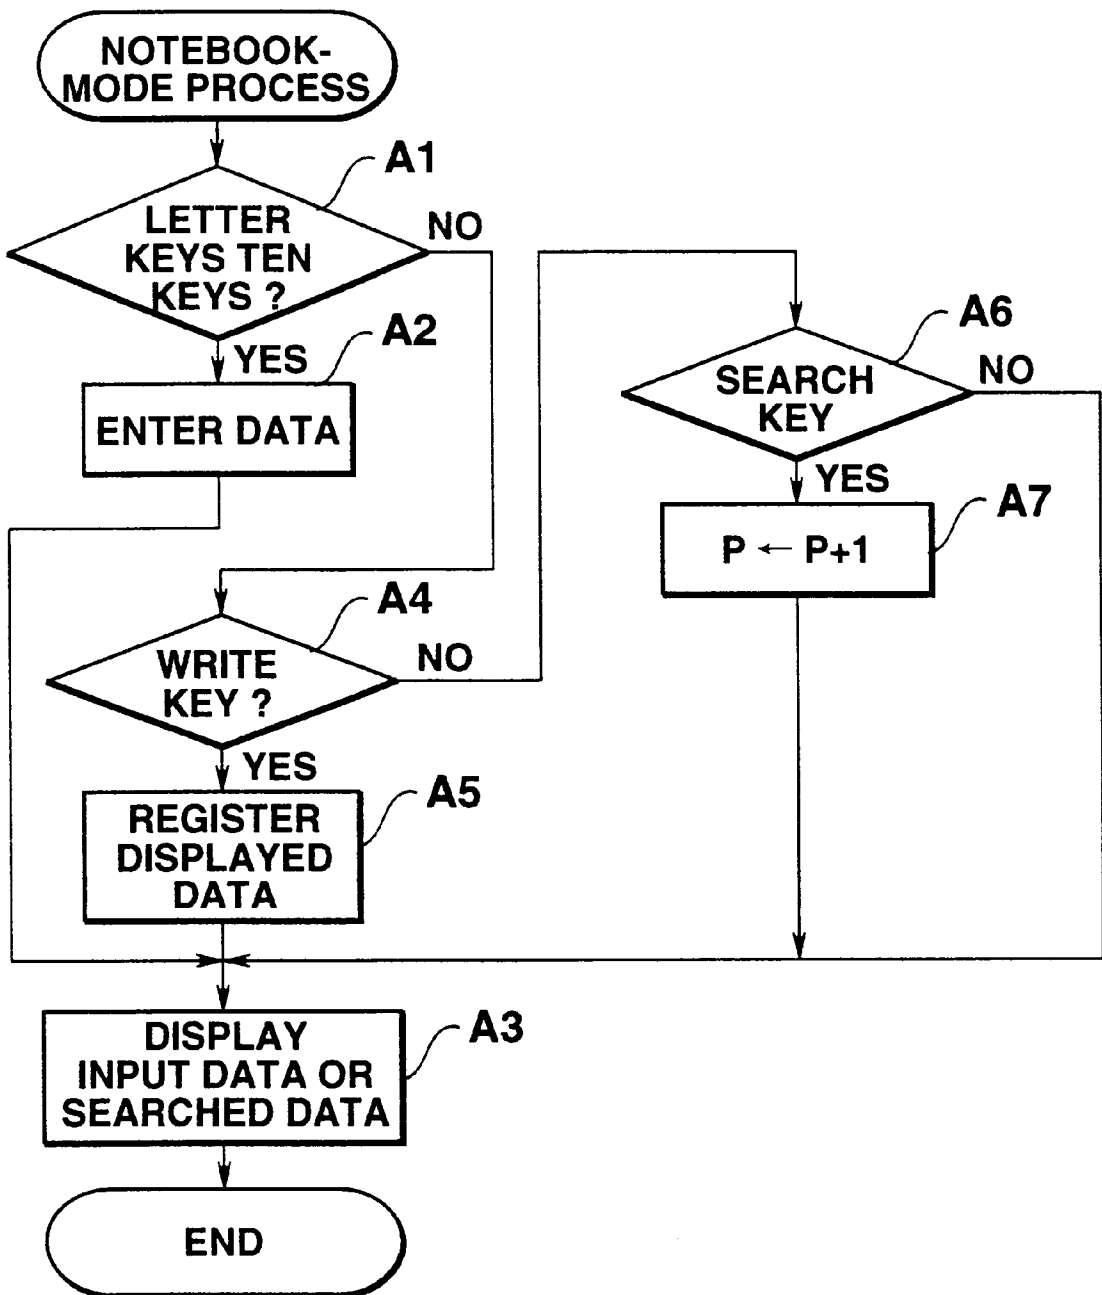 NOTEBOOK-
MODE PROCESS
A1
LETTER
KEYS TEN
KEYS ?
NO
YES
A2
ENTER DATA
A4
WRITE
KEY ?
NO
YES
A5
REGISTER
DISPLAYED
DATA
A6
SEARCH
KEY
NO
YES
A7
P ← P+1
A3
DISPLAY
INPUT DATA OR
SEARCHED DATA
END